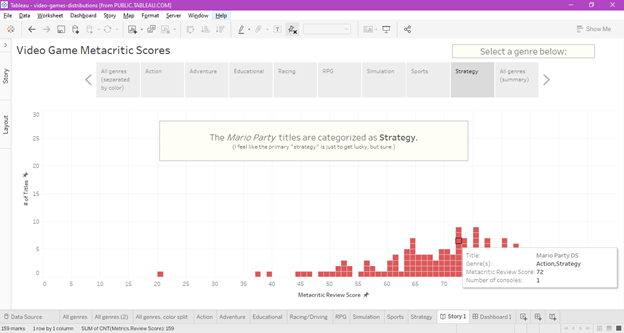 Tableau - video-games-distributions [from PUBLIC.TABLEAU.COM]
File Data Worksheet Dashboard Story Map Format Server Window Help
Show Me
Video Game Metacritic Scores
Select a genre below:
All genres (separated by color) Action Adventure Educational Racing RPG Simulation Sports Strategy All genres (summary)
Story
Layout
The Mario Party titles are categorized as Strategy.
(I feel like the primary "strategy" is just to get lucky, but sure.)
# of Titles
30
25
20
15
10
5
0
0 5 10 15 20 25 30 35 40 45 50 55 60 65 70
Metacritic Review Score
Title: Mario Party DS
Genre(s): Action,Strategy
Metacritic Review Score: 72
Number of consoles: 1
Data Source All genres All genres (2) All genres, color split Action Adventure Educational Racing/Driving RPG Simulation Sports Strategy Story 1 Dashboard 1
159 marks 1 row by 1 column SUM of CNT(Metrics.Review Score): 159